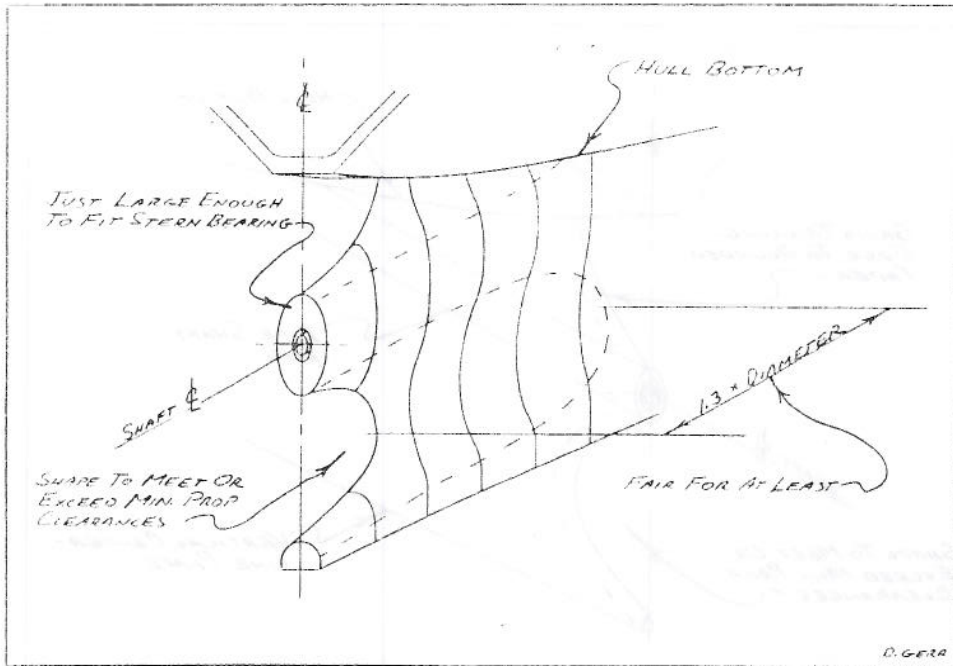 ℄
HULL BOTTOM
JUST LARGE ENOUGH
TO FIT STERN BEARING
SHAFT ℄
1.3 × DIAMETER
SHAPE TO MEET OR
EXCEED MIN. PROP
CLEARANCES
FAIR FOR AT LEAST
D. GERR